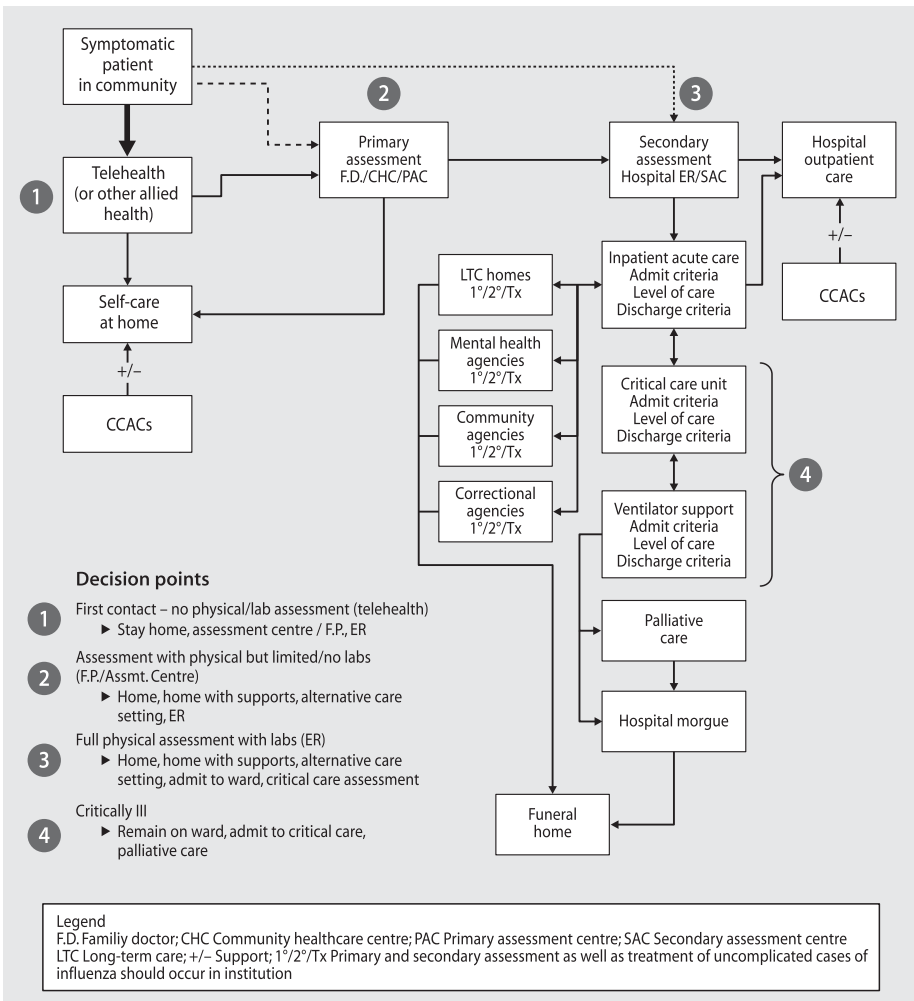 Symptomatic
patient
in community
2
3
Primary
assessment
F.D./CHC/PAC
Secondary
assessment
Hospital ER/SAC
Hospital
outpatient
care
1
Telehealth
(or other allied
health)
+/–
CCACs
Self-care
at home
+/–
CCACs
LTC homes
1°/2°/Tx
Mental health
agencies
1°/2°/Tx
Community
agencies
1°/2°/Tx
Correctional
agencies
1°/2°/Tx
Inpatient acute care
Admit criteria
Level of care
Discharge criteria
Critical care unit
Admit criteria
Level of care
Discharge criteria
4
Ventilator support
Admit criteria
Level of care
Discharge criteria
Palliative
care
Hospital morgue
Funeral
home
Decision points
1
First contact – no physical/lab assessment (telehealth)
▶ Stay home, assessment centre / F.P., ER
2
Assessment with physical but limited/no labs
(F.P./Assmt. Centre)
▶ Home, home with supports, alternative care
setting, ER
3
Full physical assessment with labs (ER)
▶ Home, home with supports, alternative care
setting, admit to ward, critical care assessment
4
Critically Ill
▶ Remain on ward, admit to critical care,
palliative care
Legend
F.D. Familiy doctor; CHC Community healthcare centre; PAC Primary assessment centre; SAC Secondary assessment centre
LTC Long-term care; +/– Support; 1°/2°/Tx Primary and secondary assessment as well as treatment of uncomplicated cases of
influenza should occur in institution